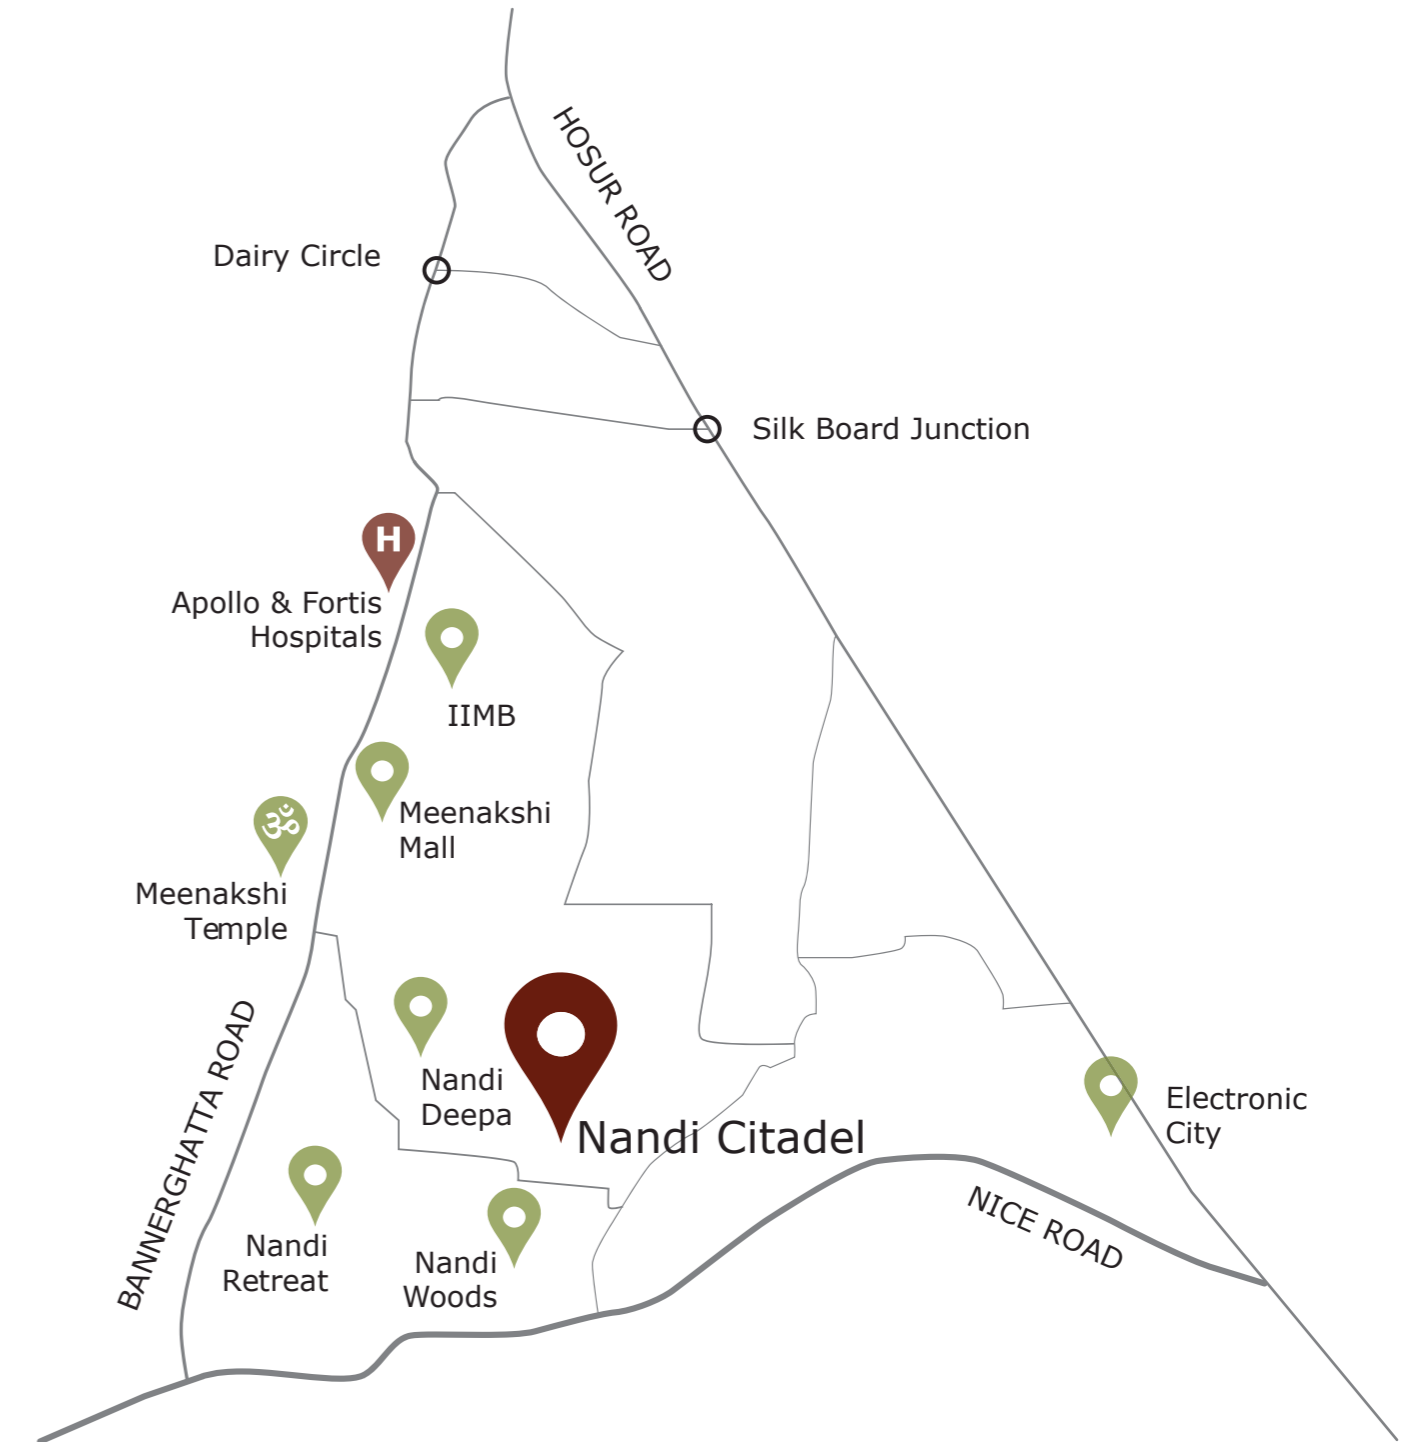 HOSUR ROAD
Dairy Circle
Silk Board Junction
H
Apollo & Fortis
Hospitals
IIMB
Meenakshi
Mall
ॐ
Meenakshi
Temple
BANNERGHATTA ROAD
Nandi
Deepa
Nandi Citadel
Electronic
City
NICE ROAD
Nandi
Retreat
Nandi
Woods